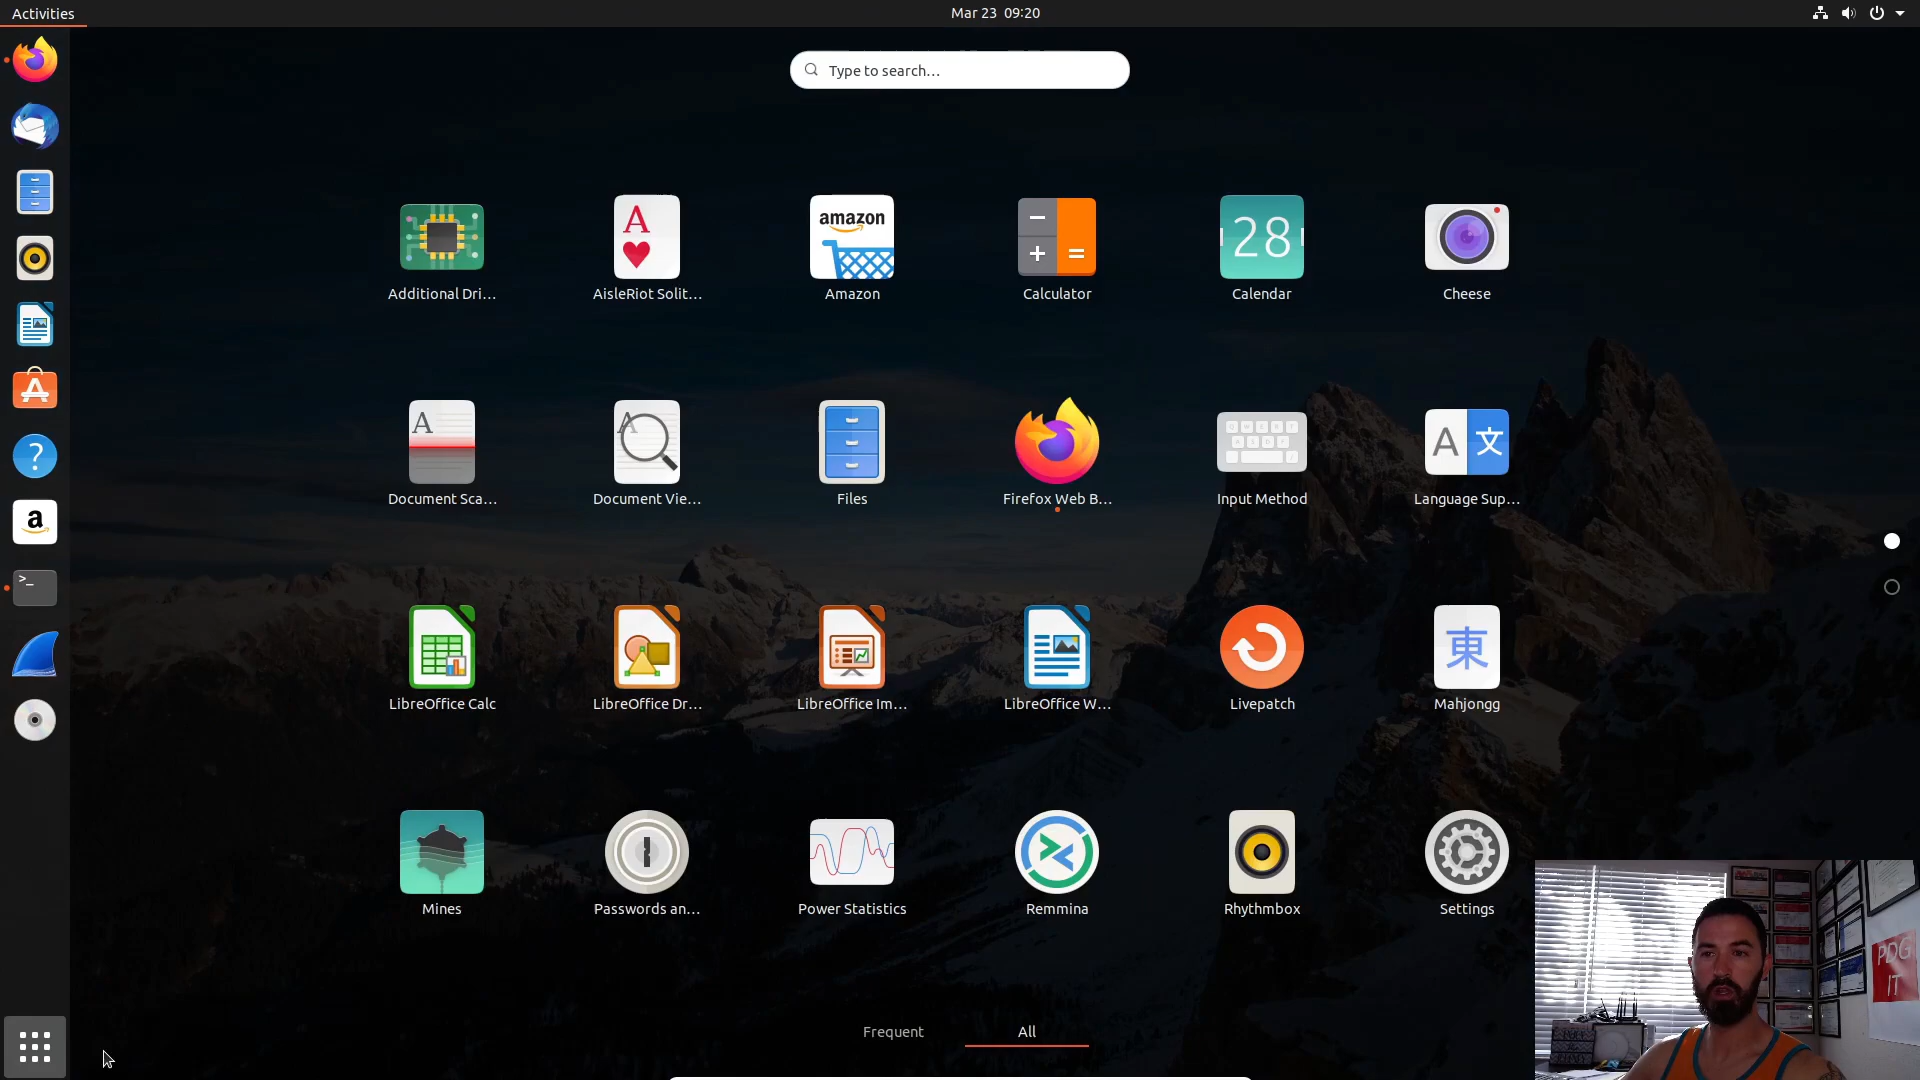 Activities
Mar 23 09:20
Type to search...
A
amazon
28
Additional Dri...
AisleRiot Solit...
Amazon
Calculator
Calendar
Cheese
A
A
A 文
Document Sca...
Document Vie...
Files
Firefox Web B...
Input Method
Language Sup...
東
LibreOffice Calc
LibreOffice Dr...
LibreOffice Im...
LibreOffice W...
Livepatch
Mahjongg
Mines
Passwords an...
Power Statistics
Remmina
Rhythmbox
Settings
Frequent
All
?
a
>_
PDG
IT